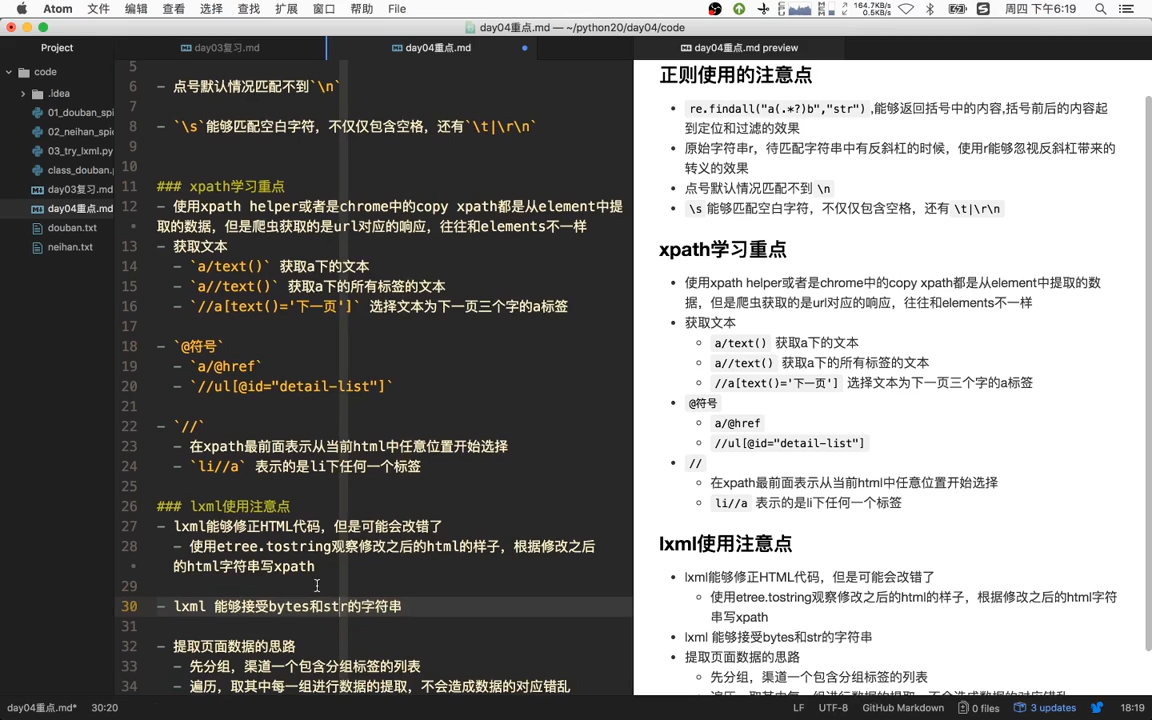 Atom 文件 编辑 查看 选择 查找 扩展 窗口 帮助 File 164.7KB/s 0.5KB/s 周四 下午6:19
day04重点.md — ~/python20/day04/code
Project
day03复习.md
day04重点.md
day04重点.md preview
code
.idea
01_douban_spi
02_neihan_spi
03_try_lxml.py
class_douban.
day03复习.md
day04重点.md
douban.txt
neihan.txt
5
6 - 点号默认情况匹配不到`\n`
7
8 - `\s`能够匹配空白字符，不仅仅包含空格，还有`\t|\r\n`
9
10
11 ### xpath学习重点
12 - 使用xpath helper或者是chrome中的copy xpath都是从element中提
取的数据，但是爬虫获取的是url对应的响应，往往和elements不一样
13 - 获取文本
14 - `a/text()` 获取a下的文本
15 - `a//text()` 获取a下的所有标签的文本
16 - `//a[text()='下一页']` 选择文本为下一页三个字的a标签
17
18 - `@符号`
19 - `a/@href`
20 - `//ul[@id="detail-list"]`
21
22 - `//`
23 - 在xpath最前面表示从当前html中任意位置开始选择
24 - `li//a` 表示的是li下任何一个标签
25
26 ### lxml使用注意点
27 - lxml能够修正HTML代码，但是可能会改错了
28 - 使用etree.tostring观察修改之后的html的样子，根据修改之后
的html字符串写xpath
29
30 - lxml 能够接受bytes和str的字符串
31
32 - 提取页面数据的思路
33 - 先分组，渠道一个包含分组标签的列表
34 - 遍历，取其中每一组进行数据的提取，不会造成数据的对应错乱
正则使用的注意点
re.findall("a(.*?)b","str") ,能够返回括号中的内容,括号前后的内容起
到定位和过滤的效果
原始字符串r，待匹配字符串中有反斜杠的时候，使用r能够忽视反斜杠带来的
转义的效果
点号默认情况匹配不到 \n
\s 能够匹配空白字符，不仅仅包含空格，还有 \t|\r\n
xpath学习重点
使用xpath helper或者是chrome中的copy xpath都是从element中提取的数
据，但是爬虫获取的是url对应的响应，往往和elements不一样
获取文本
a/text() 获取a下的文本
a//text() 获取a下的所有标签的文本
//a[text()='下一页'] 选择文本为下一页三个字的a标签
@符号
a/@href
//ul[@id="detail-list"]
//
在xpath最前面表示从当前html中任意位置开始选择
li//a 表示的是li下任何一个标签
lxml使用注意点
lxml能够修正HTML代码，但是可能会改错了
使用etree.tostring观察修改之后的html的样子，根据修改之后的html字符
串写xpath
lxml 能够接受bytes和str的字符串
提取页面数据的思路
先分组，渠道一个包含分组标签的列表
遍历，取其中每一组进行数据的提取，不会造成数据的对应错乱
day04重点.md* 30:20 LF UTF-8 GitHub Markdown 0 files 3 updates 18:19